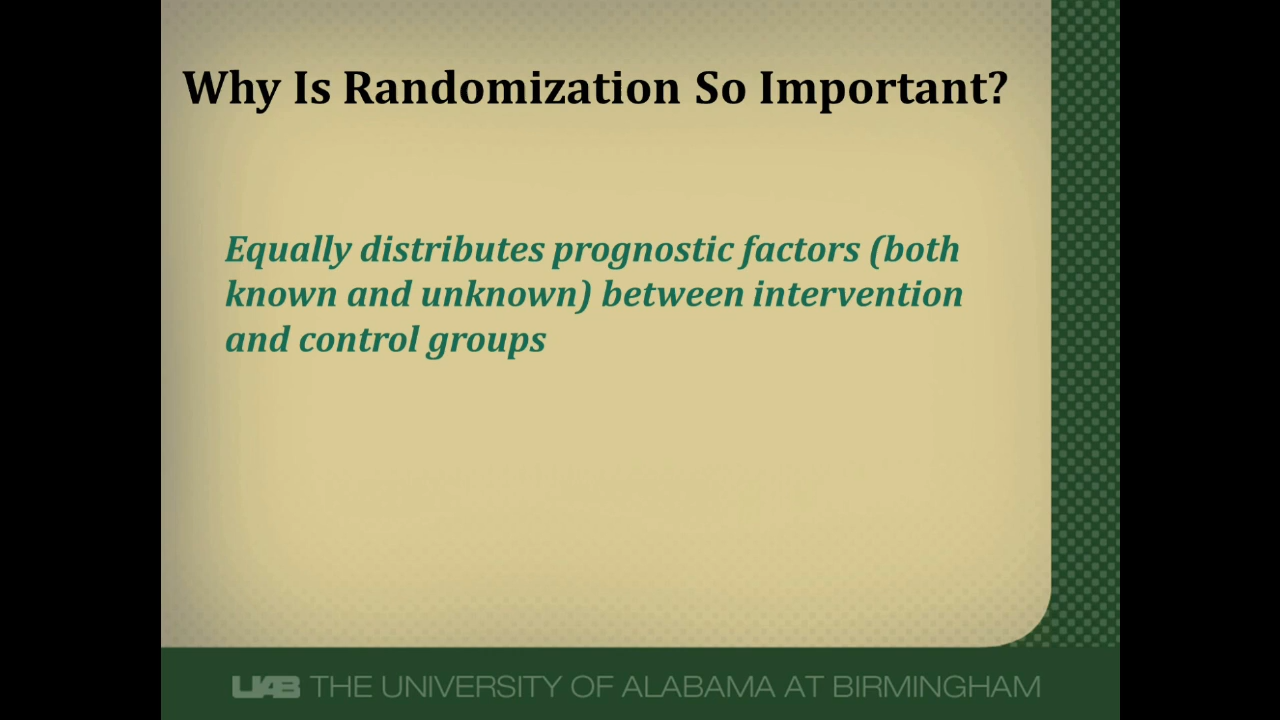 Why Is Randomization So Important?
Equally distributes prognostic factors (both
known and unknown) between intervention
and control groups
UAB THE UNIVERSITY OF ALABAMA AT BIRMINGHAM